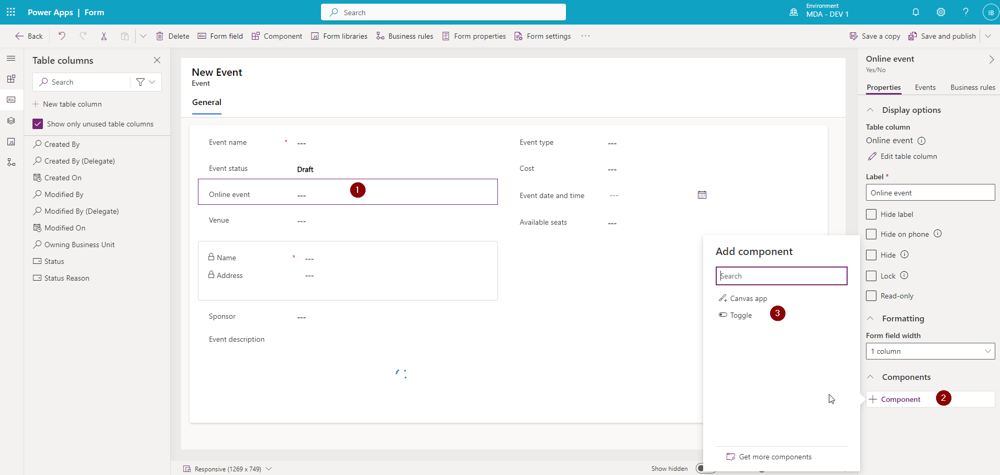 Power Apps | Form
Search
Environment
MDA - DEV 1
?
IB
Back
Delete
Abc
Form field
Component
JS
Form libraries
Business rules
Form properties
Form settings
···
Save a copy
Save and publish
Table columns
Search
New table column
Show only unused table columns
Created By
Created By (Delegate)
Created On
Modified By
Modified By (Delegate)
Modified On
Owning Business Unit
Status
Status Reason
Abc
JS
New Event
Event
General
Event name * ---
Event type ---
Event status Draft
Cost ---
Online event --- 1
Event date and time ---
Venue ---
Available seats ---
Name * ---
Address ---
Sponsor ---
Event description
Add component
Search
Canvas app
Toggle 3
Get more components
Responsive (1269 x 749)
Show hidden
Online event
Yes/No
Properties Events Business rules
Display options
Table column
Online event
Edit table column
Label *
Online event
Hide label
Hide on phone
Hide
Lock
Read-only
Formatting
Form field width
1 column
Components
Component 2